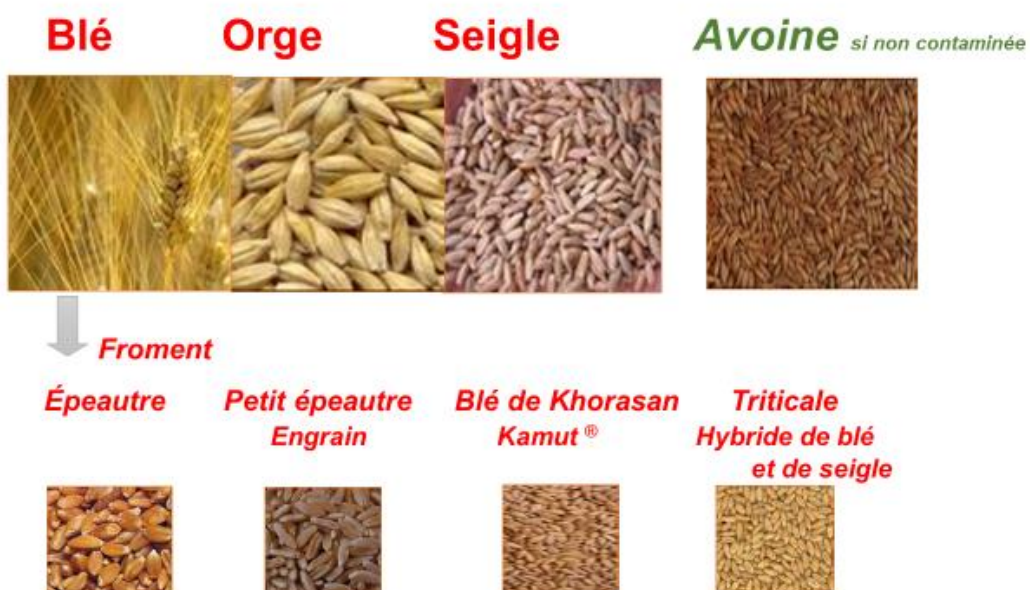 Blé Orge Seigle Avoine si non contaminée
Froment
Épeautre Petit épeautre Blé de Khorasan Triticale
Engrain Kamut ® Hybride de blé
et de seigle